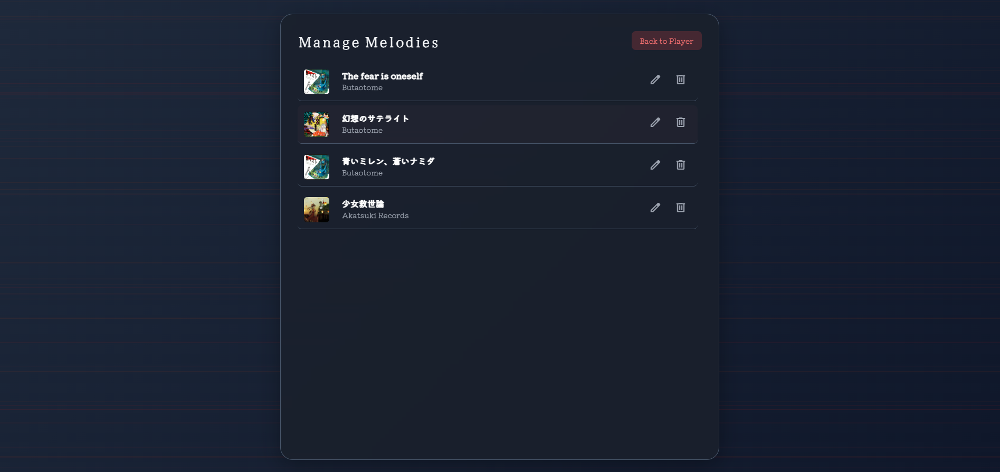 Manage Melodies
Back to Player
The fear is oneself
Butaotome
幻想のサテライト
Butaotome
青いミレン、蒼いナミダ
Butaotome
少女救世論
Akatsuki Records